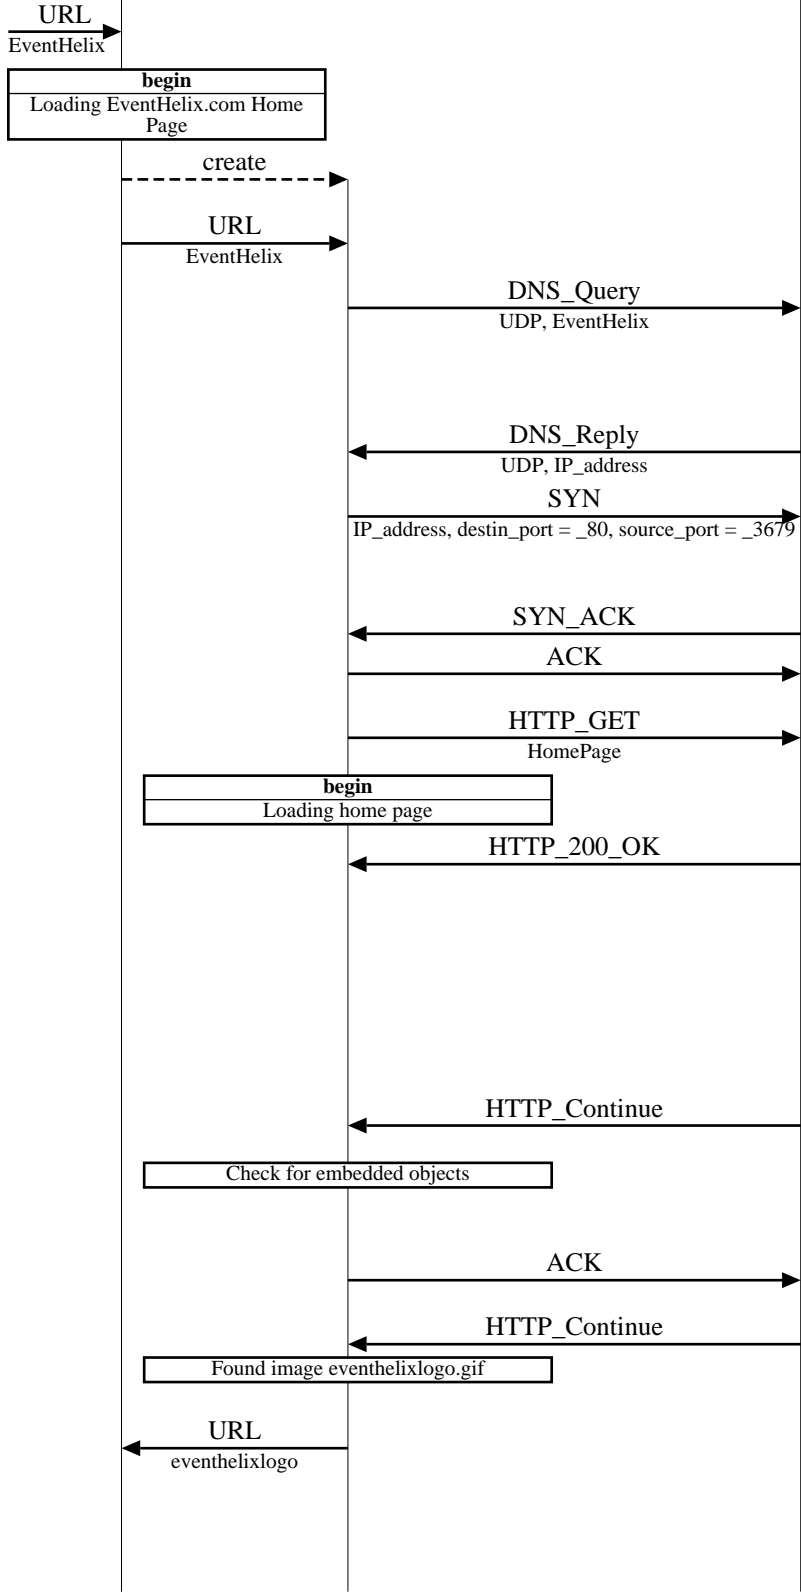 URL
EventHelix
begin
Loading EventHelix.com Home
Page
create
URL
EventHelix
DNS_Query
UDP, EventHelix
DNS_Reply
UDP, IP_address
SYN
IP_address, destin_port = _80, source_port = _3679
SYN_ACK
ACK
HTTP_GET
HomePage
begin
Loading home page
HTTP_200_OK
HTTP_Continue
Check for embedded objects
ACK
HTTP_Continue
Found image eventhelixlogo.gif
URL
eventhelixlogo